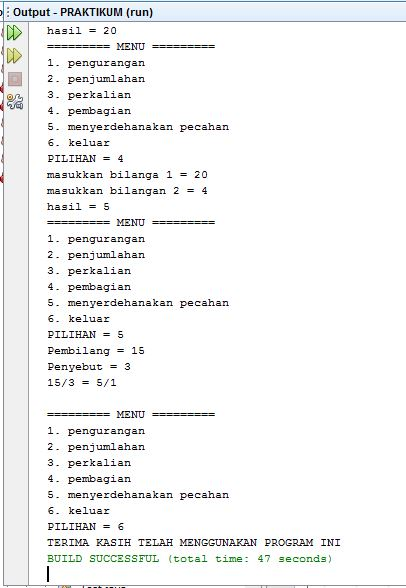 Output - PRAKTIKUM (run)
hasil = 20
========= MENU =========
1. pengurangan
2. penjumlahan
3. perkalian
4. pembagian
5. menyerdehanakan pecahan
6. keluar
PILIHAN = 4
masukkan bilanga 1 = 20
masukkan bilangan 2 = 4
hasil = 5
========= MENU =========
1. pengurangan
2. penjumlahan
3. perkalian
4. pembagian
5. menyerdehanakan pecahan
6. keluar
PILIHAN = 5
Pembilang = 15
Penyebut = 3
15/3 = 5/1
========= MENU =========
1. pengurangan
2. penjumlahan
3. perkalian
4. pembagian
5. menyerdehanakan pecahan
6. keluar
PILIHAN = 6
TERIMA KASIH TELAH MENGGUNAKAN PROGRAM INI
BUILD SUCCESSFUL (total time: 47 seconds)